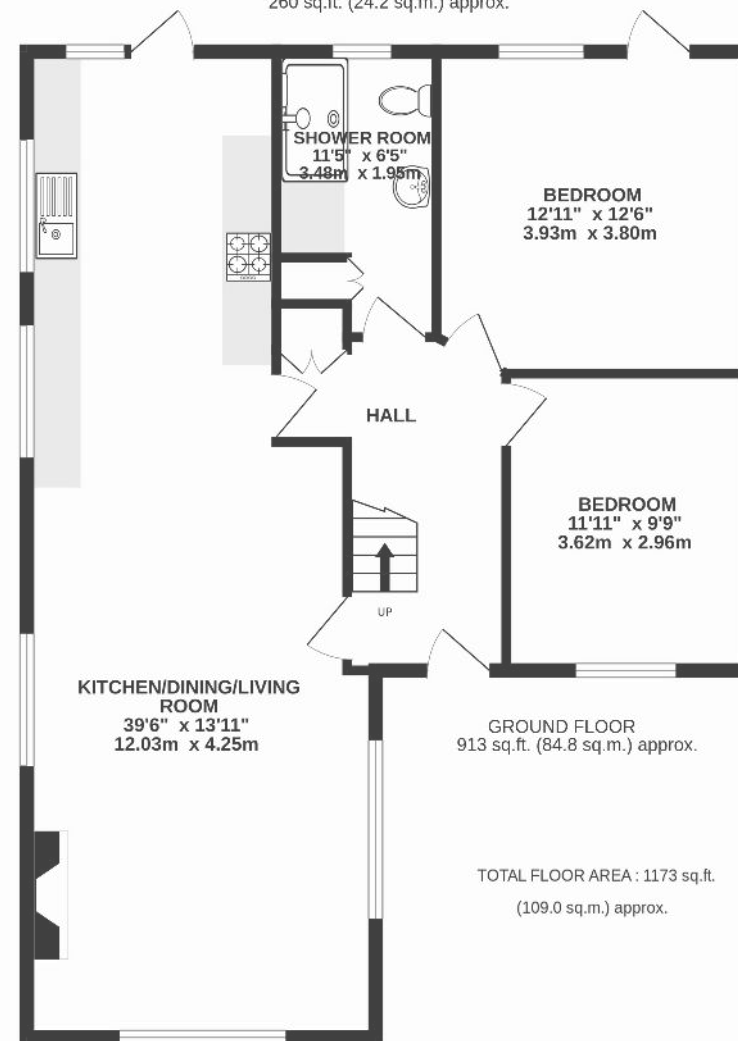 260 sq.ft. (24.2 sq.m.) approx.
SHOWER ROOM
11'5" x 6'5"
3.48m x 1.95m
BEDROOM
12'11" x 12'6"
3.93m x 3.80m
HALL
BEDROOM
11'11" x 9'9"
3.62m x 2.96m
UP
KITCHEN/DINING/LIVING
ROOM
39'6" x 13'11"
12.03m x 4.25m
GROUND FLOOR
913 sq.ft. (84.8 sq.m.) approx.
TOTAL FLOOR AREA : 1173 sq.ft.
(109.0 sq.m.) approx.